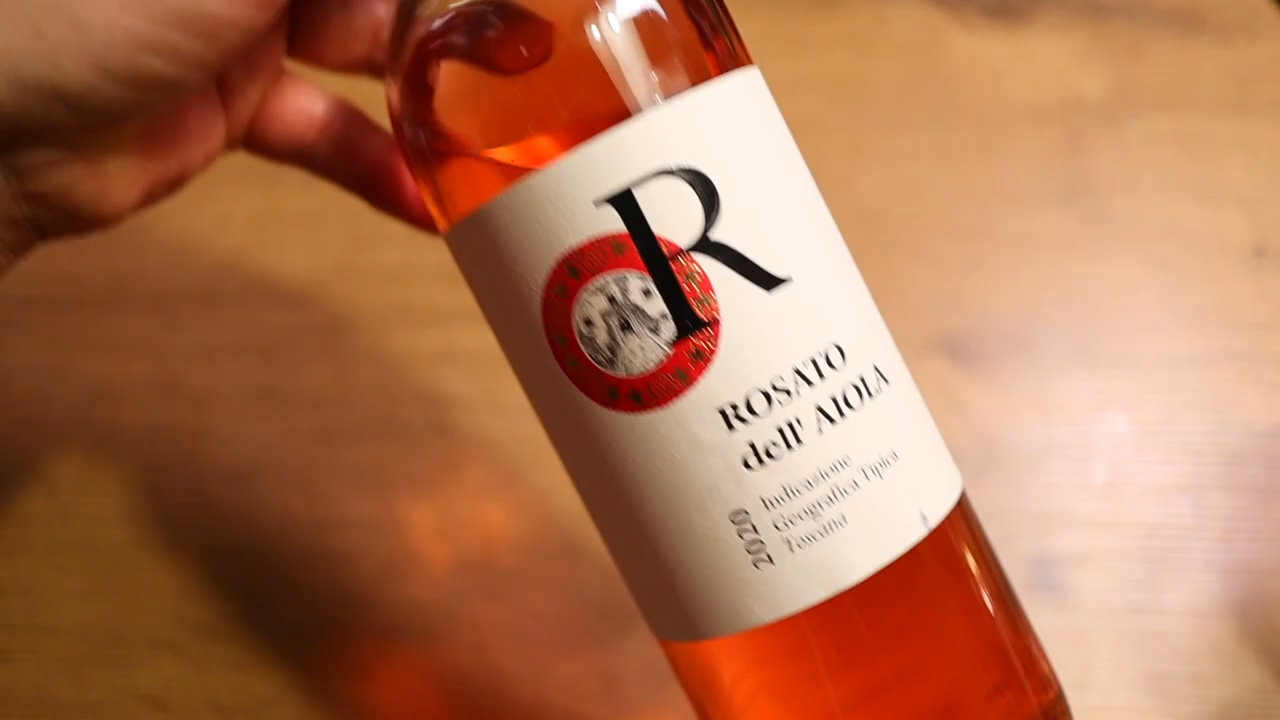 R
ROSATO
dell' AIOLA
2020
Indicazione
Geografica Tipica
Toscana